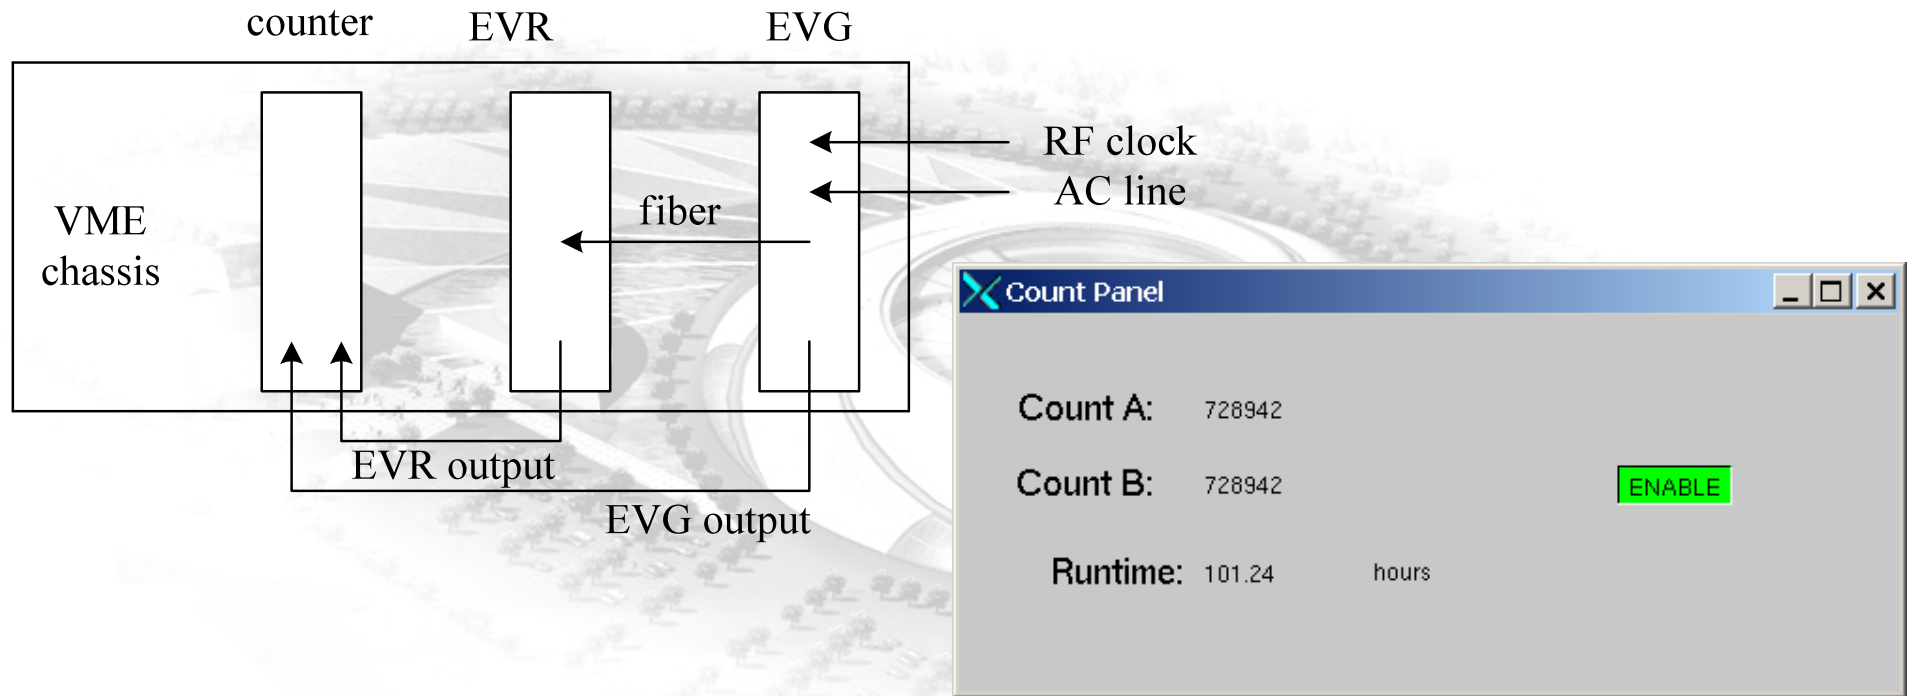 counter
EVR
EVG
RF clock
AC line
fiber
VME
chassis
EVR output
EVG output
Count Panel
Count A: 728942
Count B: 728942
ENABLE
Runtime: 101.24 hours